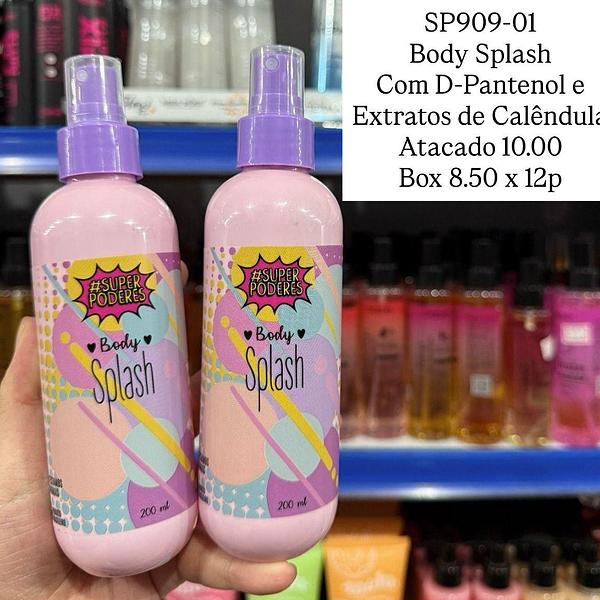 SP909-01
Body Splash
Com D-Pantenol e
Extratos de Calêndula
Atacado 10.00
Box 8.50 x 12p
#SUPER
PODERES
Body
Splash
200 ml
#SUPER
PODERES
Body
Splash
200 ml